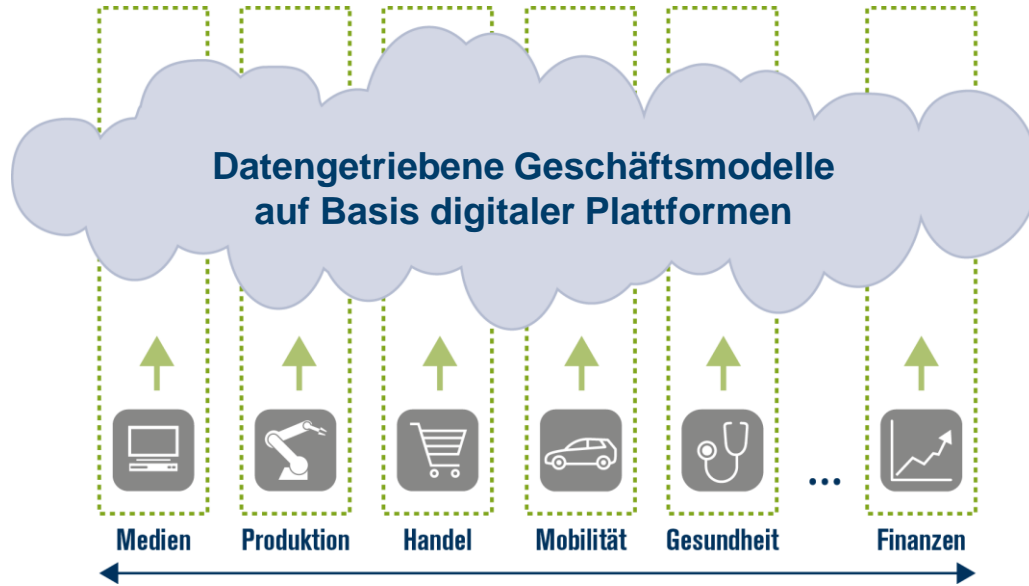 Datengetriebene Geschäftsmodelle
auf Basis digitaler Plattformen
...
Medien Produktion Handel Mobilität Gesundheit Finanzen